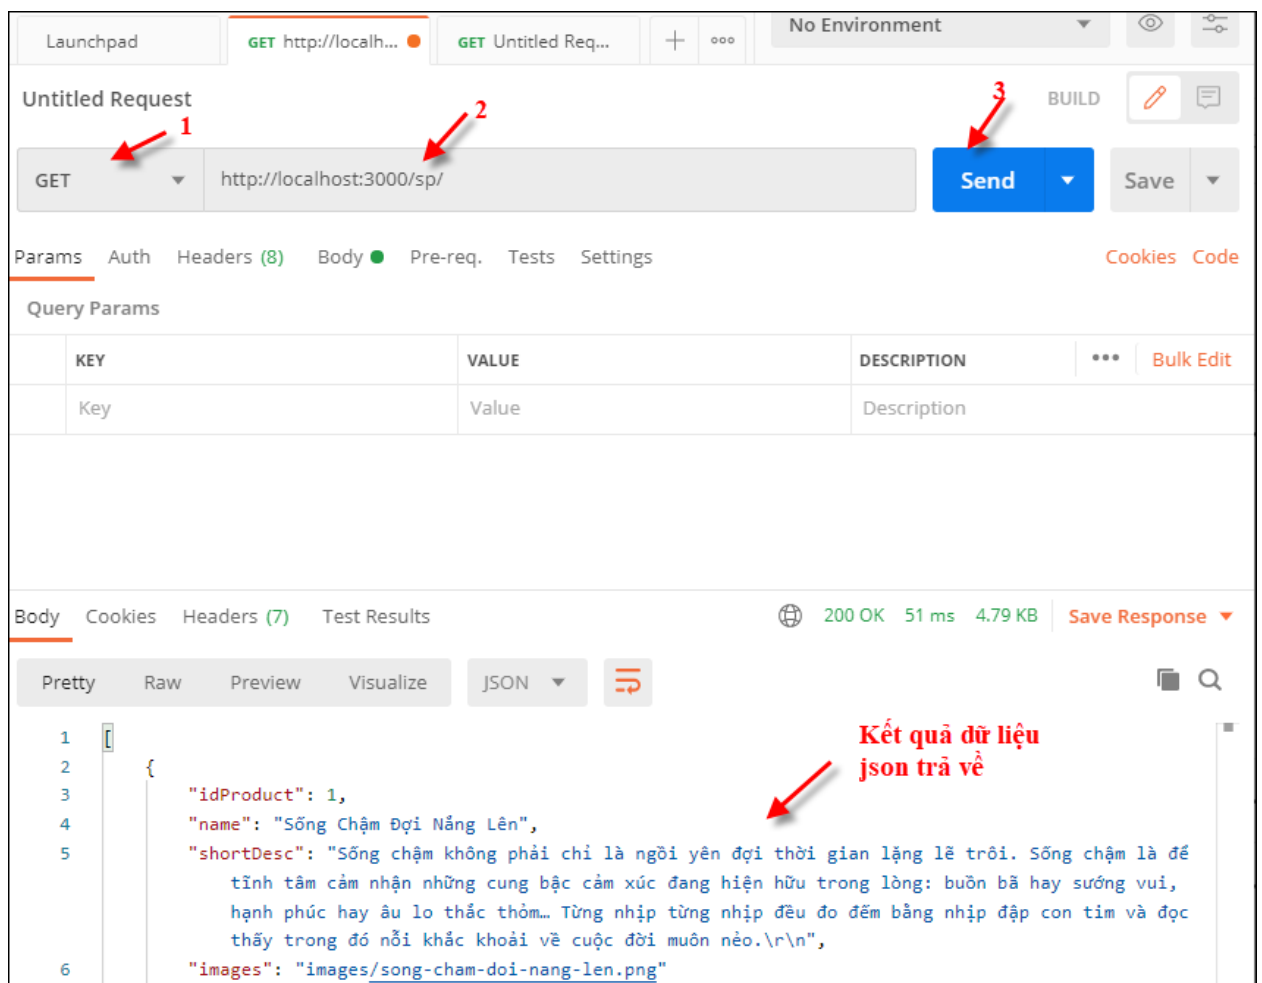 Launchpad GET http://localh... GET Untitled Req... No Environment
Untitled Request 1 2 3 BUILD
GET http://localhost:3000/sp/ Send Save
Params Auth Headers (8) Body Pre-req. Tests Settings Cookies Code
Query Params
KEY VALUE DESCRIPTION Bulk Edit
Key Value Description
Body Cookies Headers (7) Test Results 200 OK 51 ms 4.79 KB Save Response
Pretty Raw Preview Visualize JSON
Kết quả dữ liệu
json trả về
1 [
2 {
3 "idProduct": 1,
4 "name": "Sống Chậm Đợi Nắng Lên",
5 "shortDesc": "Sống chậm không phải chỉ là ngồi yên đợi thời gian lặng lẽ trôi. Sống chậm là để
tĩnh tâm cảm nhận những cung bậc cảm xúc đang hiện hữu trong lòng: buồn bã hay sướng vui,
hạnh phúc hay âu lo thắc thỏm… Từng nhịp từng nhịp đều đo đếm bằng nhịp đập con tim và đọc
thấy trong đó nỗi khắc khoải về cuộc đời muôn nẻo.\r\n",
6 "images": "images/song-cham-doi-nang-len.png"